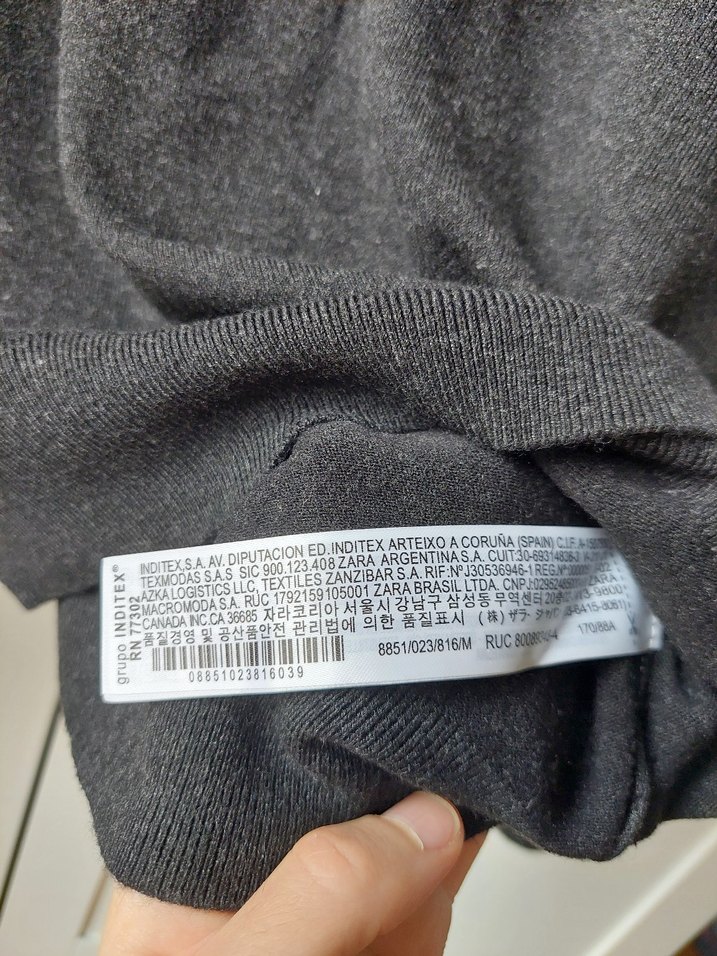 grupo INDITEX®
RN 77302
INDITEX,S.A. AV. DIPUTACION ED.INDITEX ARTEIXO A CORUÑA (SPAIN) C.I.F.
TEXMODAS S.A.S SIC 900.123.408 ZARA ARGENTINA S.A. CUIT:30-69314836-2
AZKA LOGISTICS LLC, TEXTILES ZANZIBAR S.A. RIF:NºJ30536946-1
MACROMODA S.A. RUC 1792159105001 ZARA BRASIL LTDA. CNPJ:
CANADA INC.CA 36685 자라코리아 서울시 강남구 삼성동 무역센터
품질경영 및 공산품안전 관리법에 의한 품질표시 (株) ザラ・
8851/023/816/M RUC 170/88A
08851023816039